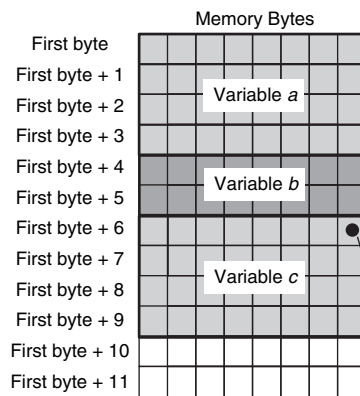 Memory Bytes
First byte
First byte + 1
First byte + 2
First byte + 3
First byte + 4
First byte + 5
First byte + 6
First byte + 7
First byte + 8
First byte + 9
First byte + 10
First byte + 11
Variable a
Variable b
Variable c